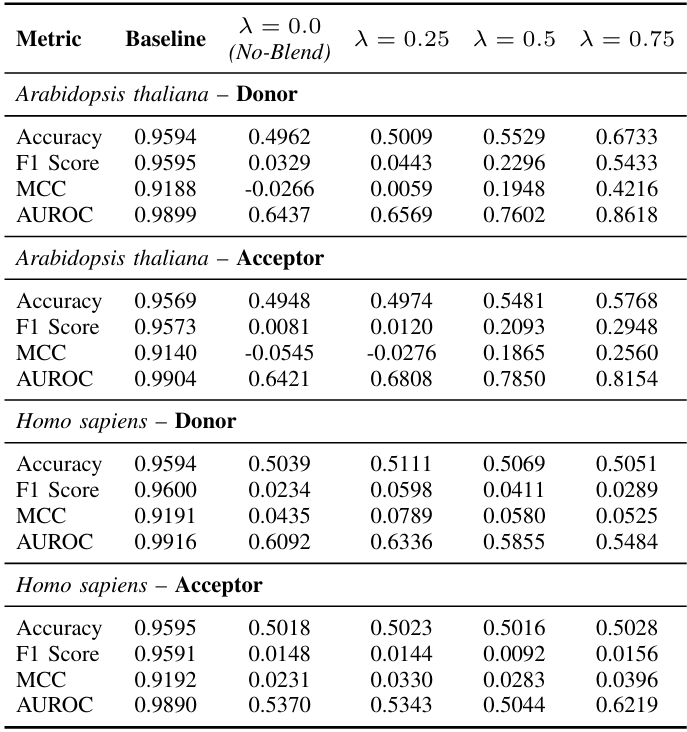 Metric Baseline λ = 0.0 (No-Blend) λ = 0.25 λ = 0.5 λ = 0.75
Arabidopsis thaliana – Donor
Accuracy 0.9594 0.4962 0.5009 0.5529 0.6733
F1 Score 0.9595 0.0329 0.0443 0.2296 0.5433
MCC 0.9188 -0.0266 0.0059 0.1948 0.4216
AUROC 0.9899 0.6437 0.6569 0.7602 0.8618
Arabidopsis thaliana – Acceptor
Accuracy 0.9569 0.4948 0.4974 0.5481 0.5768
F1 Score 0.9573 0.0081 0.0120 0.2093 0.2948
MCC 0.9140 -0.0545 -0.0276 0.1865 0.2560
AUROC 0.9904 0.6421 0.6808 0.7850 0.8154
Homo sapiens – Donor
Accuracy 0.9594 0.5039 0.5111 0.5069 0.5051
F1 Score 0.9600 0.0234 0.0598 0.0411 0.0289
MCC 0.9191 0.0435 0.0789 0.0580 0.0525
AUROC 0.9916 0.6092 0.6336 0.5855 0.5484
Homo sapiens – Acceptor
Accuracy 0.9595 0.5018 0.5023 0.5016 0.5028
F1 Score 0.9591 0.0148 0.0144 0.0092 0.0156
MCC 0.9192 0.0231 0.0330 0.0283 0.0396
AUROC 0.9890 0.5370 0.5343 0.5044 0.6219